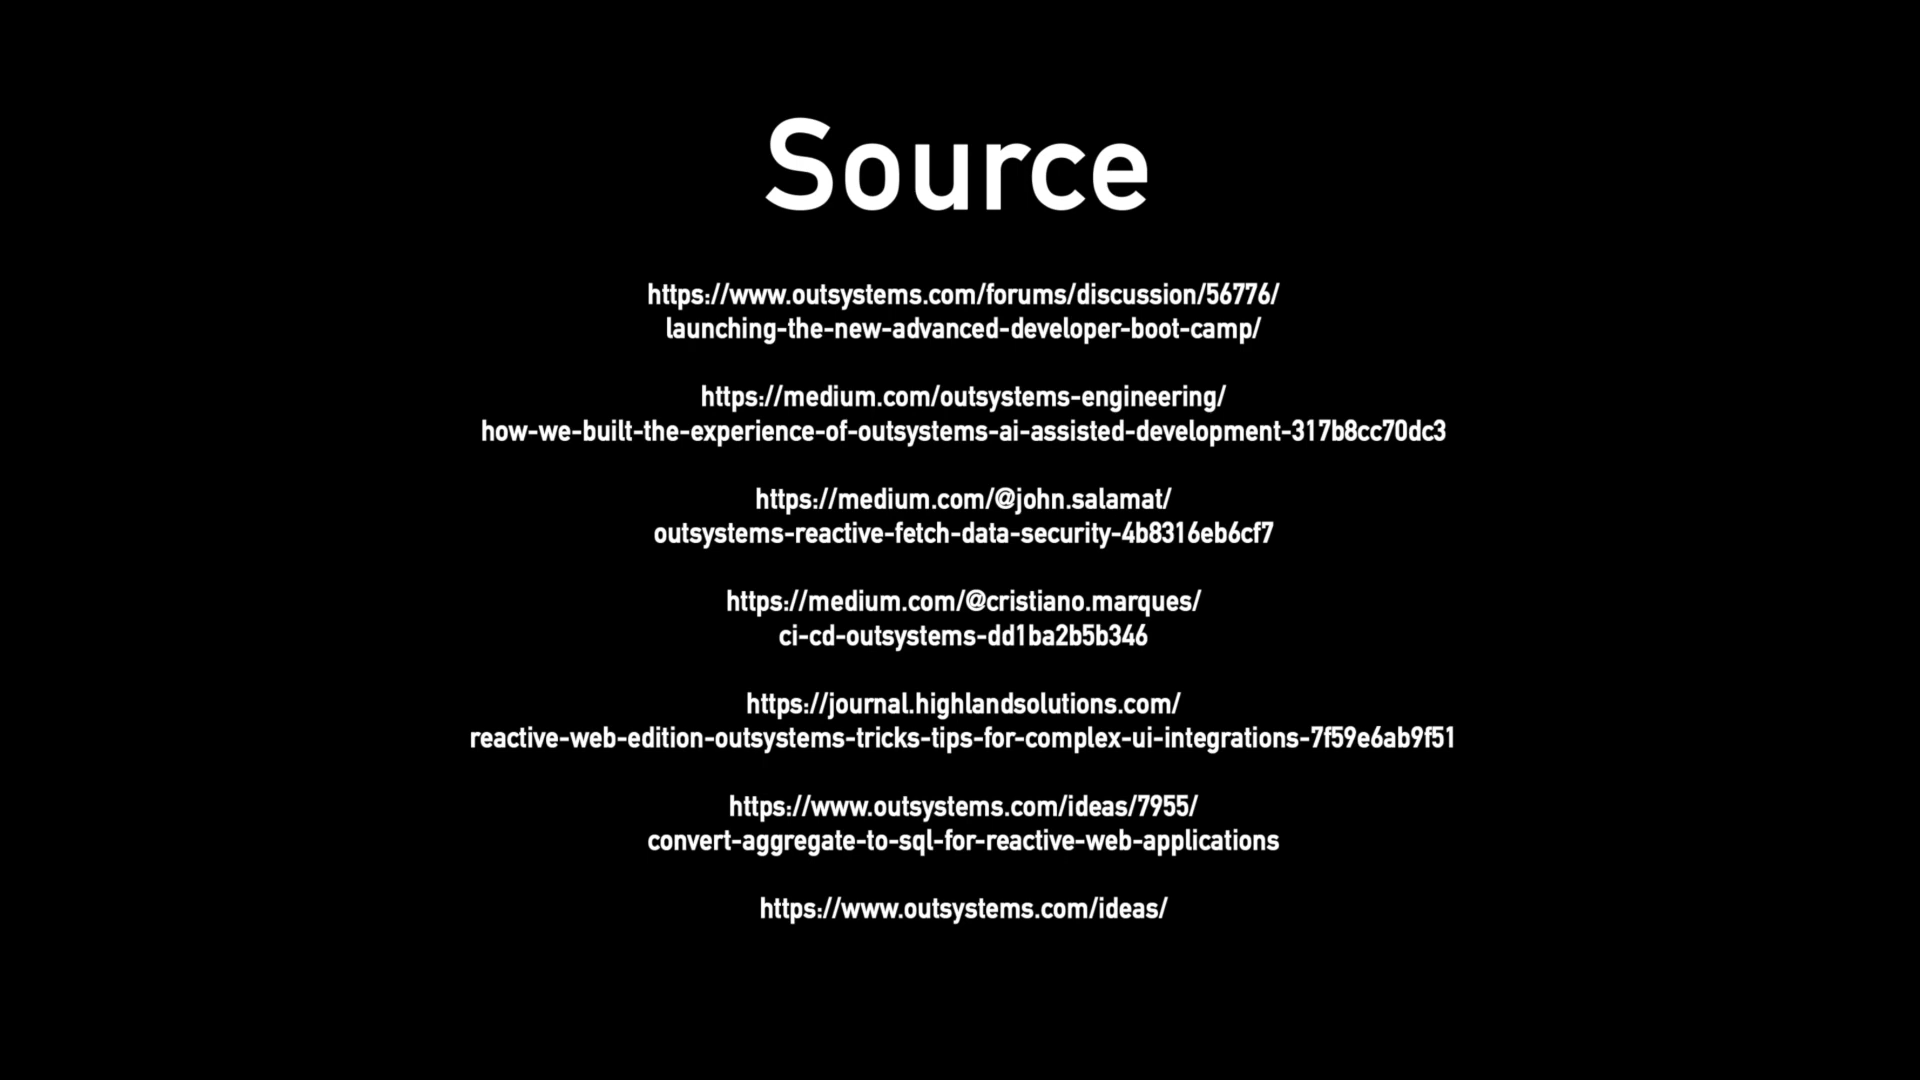 Source
https://www.outsystems.com/forums/discussion/56776/
launching-the-new-advanced-developer-boot-camp/
https://medium.com/outsystems-engineering/
how-we-built-the-experience-of-outsystems-ai-assisted-development-317b8cc70dc3
https://medium.com/@john.salamat/
outsystems-reactive-fetch-data-security-4b8316eb6cf7
https://medium.com/@cristiano.marques/
ci-cd-outsystems-dd1ba2b5b346
https://journal.highlandsolutions.com/
reactive-web-edition-outsystems-tricks-tips-for-complex-ui-integrations-7f59e6ab9f51
https://www.outsystems.com/ideas/7955/
convert-aggregate-to-sql-for-reactive-web-applications
https://www.outsystems.com/ideas/